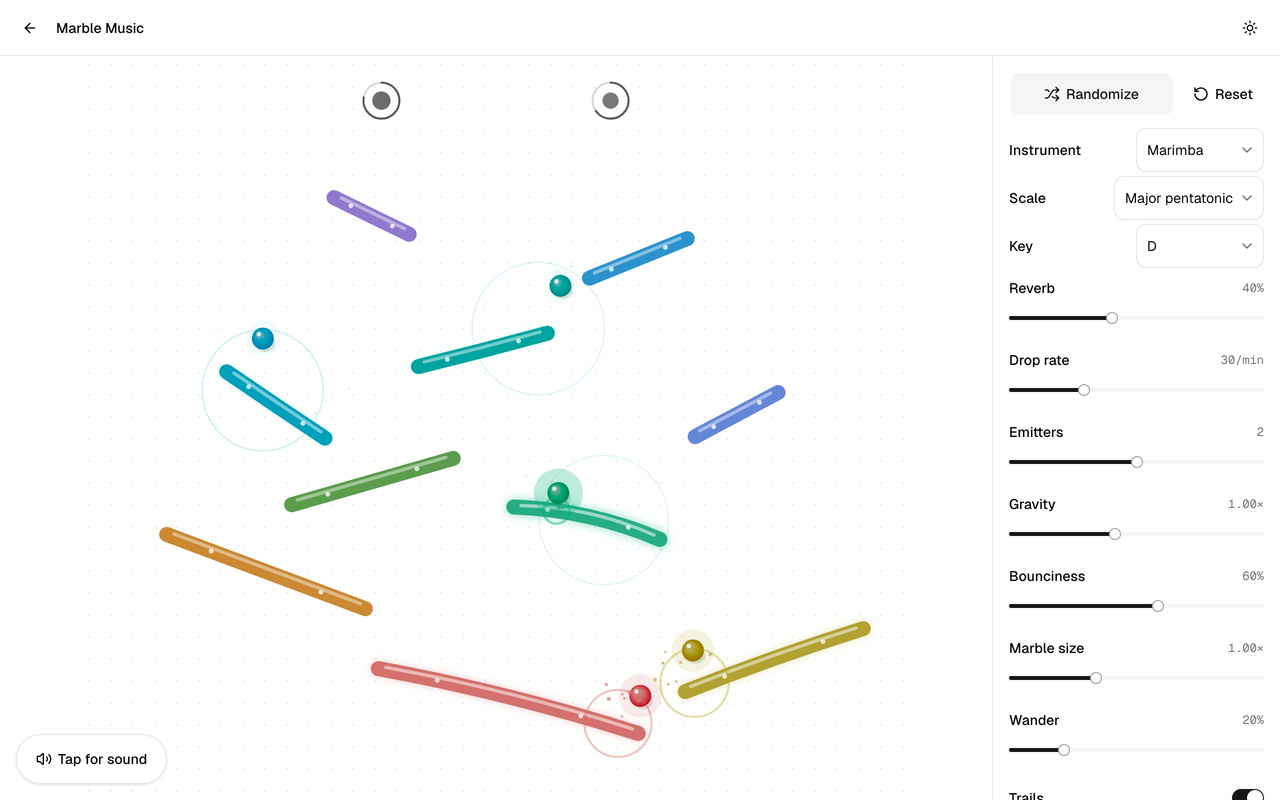 Marble Music
Randomize
Reset
Instrument
Marimba
Scale
Major pentatonic
Key
D
Reverb
40%
Drop rate
30/min
Emitters
2
Gravity
1.00×
Bounciness
60%
Marble size
1.00×
Wander
20%
Trails
Tap for sound